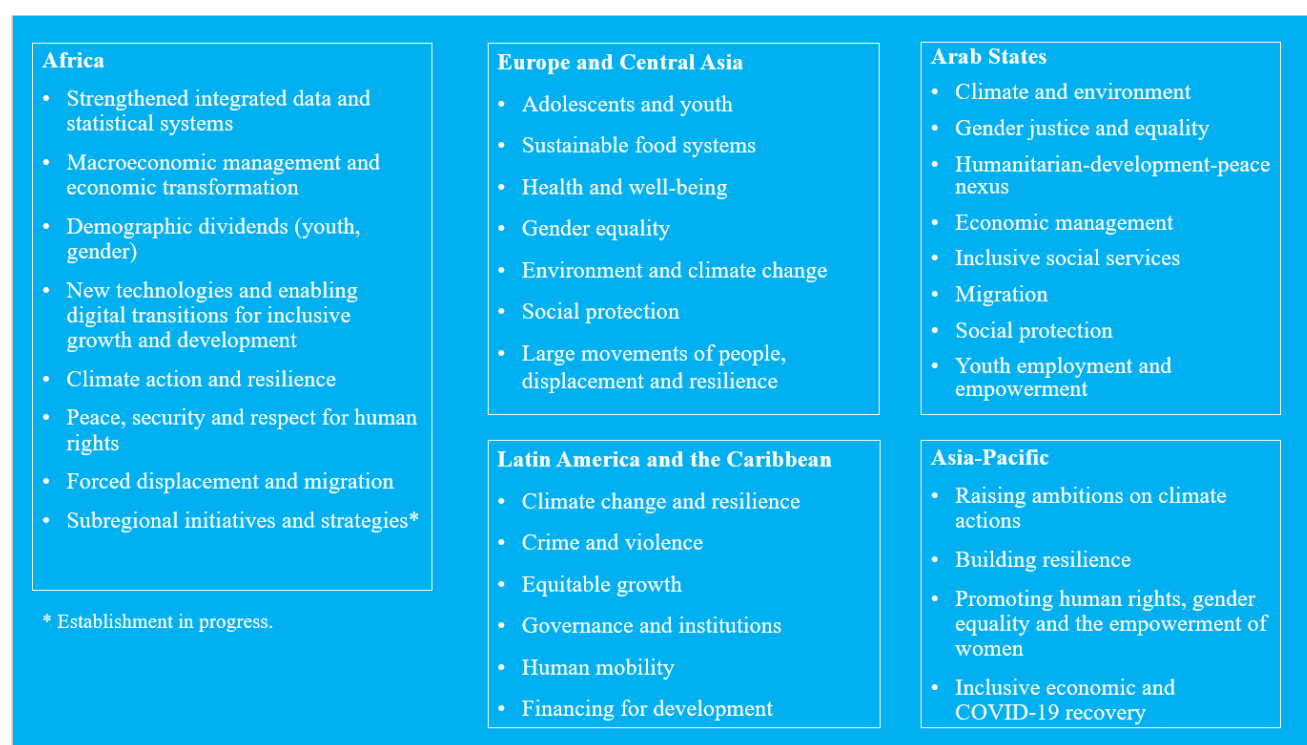 Africa
• Strengthened integrated data and
statistical systems
• Macroeconomic management and
economic transformation
• Demographic dividends (youth,
gender)
• New technologies and enabling
digital transitions for inclusive
growth and development
• Climate action and resilience
• Peace, security and respect for human
rights
• Forced displacement and migration
• Subregional initiatives and strategies*
* Establishment in progress.
Europe and Central Asia
• Adolescents and youth
• Sustainable food systems
• Health and well-being
• Gender equality
• Environment and climate change
• Social protection
• Large movements of people,
displacement and resilience
Latin America and the Caribbean
• Climate change and resilience
• Crime and violence
• Equitable growth
• Governance and institutions
• Human mobility
• Financing for development
Arab States
• Climate and environment
• Gender justice and equality
• Humanitarian-development-peace
nexus
• Economic management
• Inclusive social services
• Migration
• Social protection
• Youth employment and
empowerment
Asia-Pacific
• Raising ambitions on climate
actions
• Building resilience
• Promoting human rights, gender
equality and the empowerment of
women
• Inclusive economic and
COVID-19 recovery